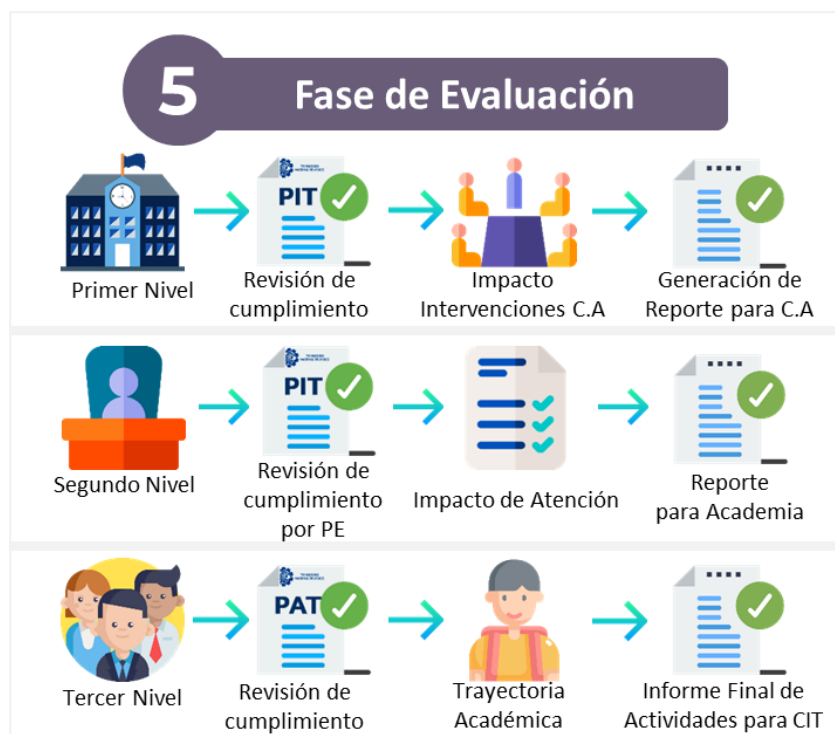 5
Fase de Evaluación
PIT
Primer Nivel
Revisión de
cumplimiento
Impacto
Intervenciones C.A
Generación de
Reporte para C.A
PIT
Segundo Nivel
Revisión de
cumplimiento
por PE
Impacto de Atención
Reporte
para Academia
PAT
Tercer Nivel
Revisión de
cumplimiento
Trayectoria
Académica
Informe Final de
Actividades para CIT